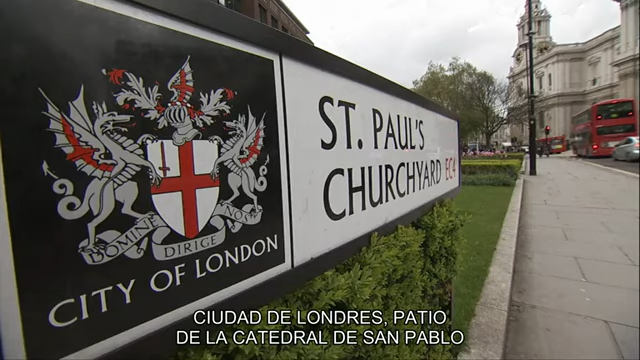 DOMINE DIRIGE NOS
CITY OF LONDON
ST. PAUL'S
CHURCHYARD EC4
CIUDAD DE LONDRES, PATIO
DE LA CATEDRAL DE SAN PABLO